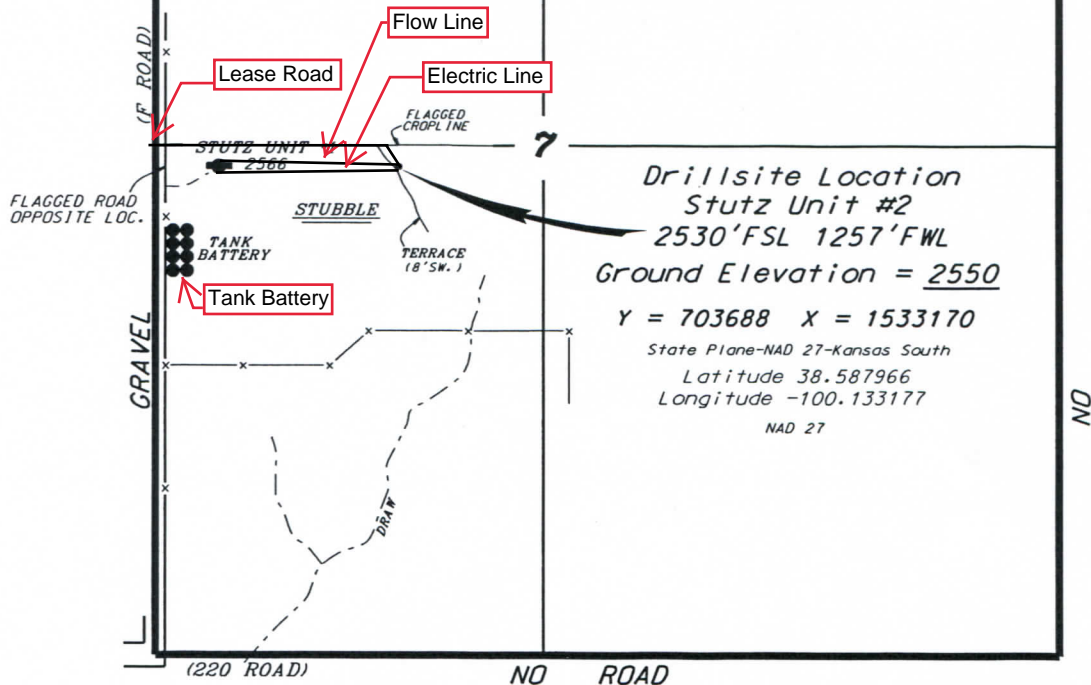 Flow Line
(F ROAD)
Lease Road
Electric Line
FLAGGED
CROPLINE
7
STUTZ UNIT
2566
FLAGGED ROAD
OPPOSITE LOC.
STUBBLE
TANK
BATTERY
TERRACE
(8'SW.)
Tank Battery
Drillsite Location
Stutz Unit #2
2530'FSL 1257'FWL
Ground Elevation = 2550
Y = 703688 X = 1533170
State Plane-NAD 27-Kansas South
Latitude 38.587966
Longitude -100.133177
NAD 27
GRAVEL
NO
DRAW
(220 ROAD)
NO ROAD